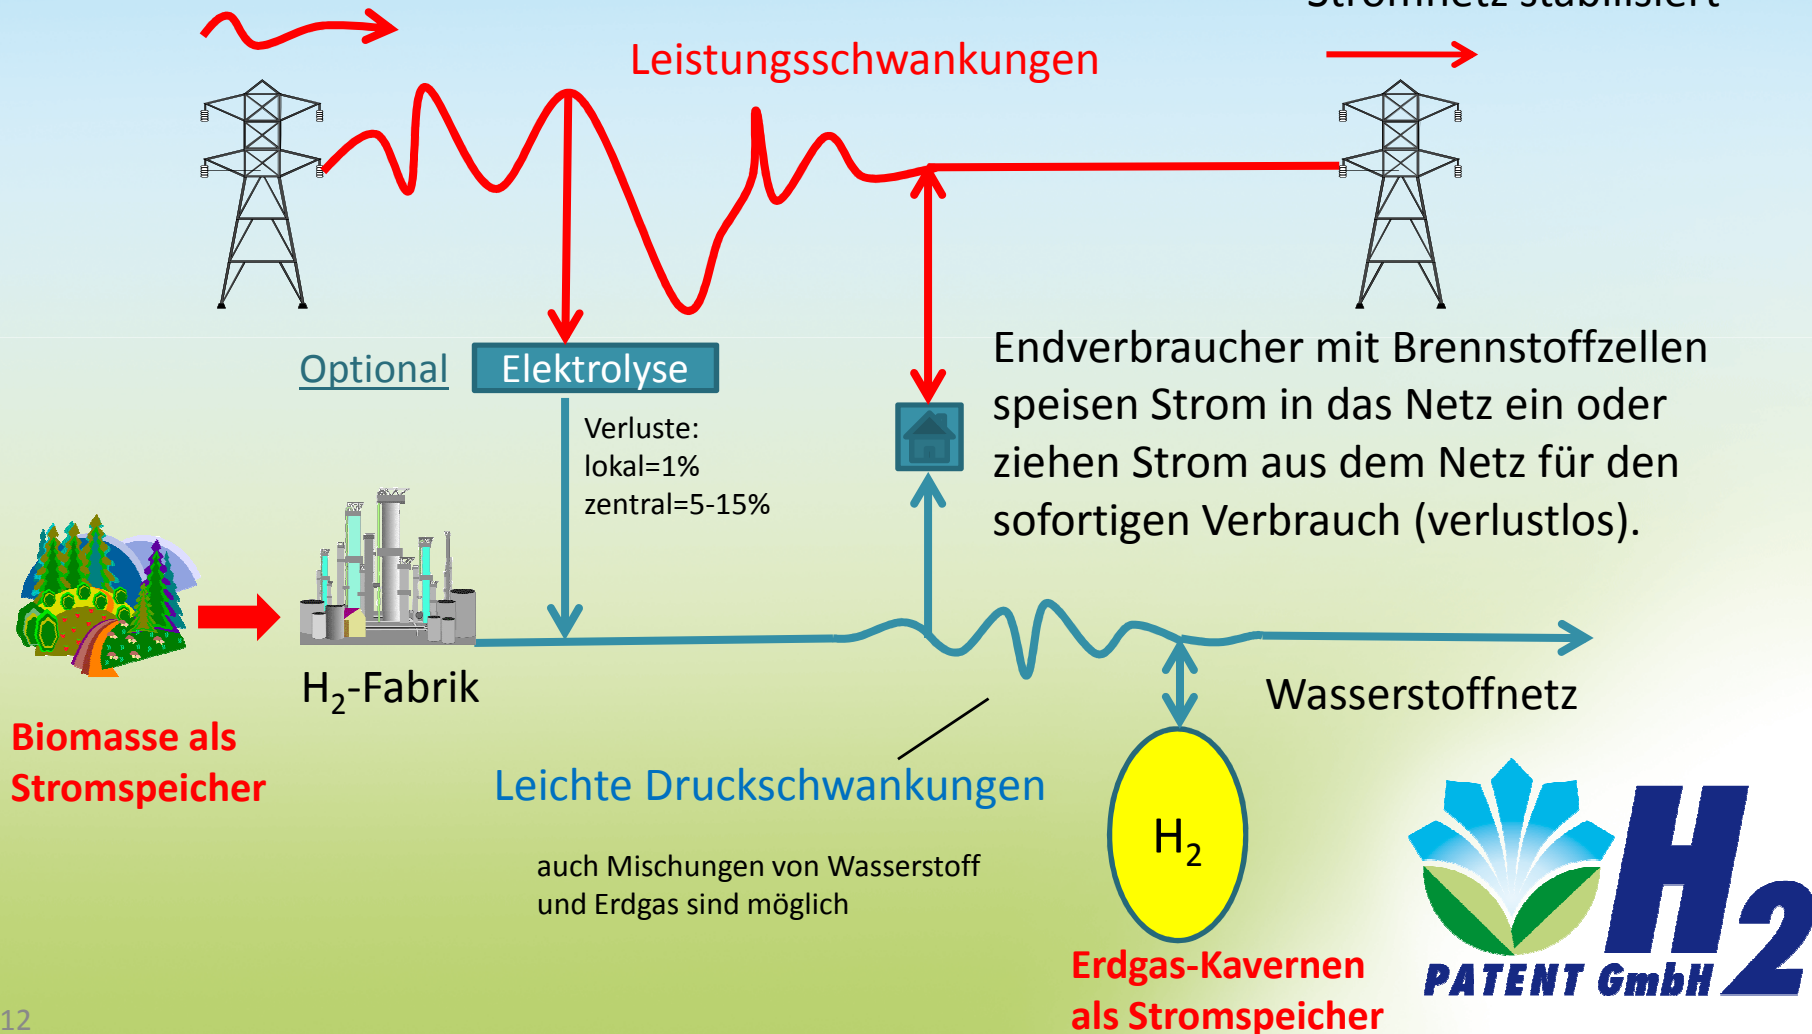 Stromnetz stabilisiert
Leistungsschwankungen
Optional
Elektrolyse
Verluste:
lokal=1%
zentral=5-15%
Endverbraucher mit Brennstoffzellen
speisen Strom in das Netz ein oder
ziehen Strom aus dem Netz für den
sofortigen Verbrauch (verlustlos).
H₂-Fabrik
Wasserstoffnetz
Biomasse als
Stromspeicher
Leichte Druckschwankungen
auch Mischungen von Wasserstoff
und Erdgas sind möglich
H₂
Erdgas-Kavernen
als Stromspeicher
H2
PATENT GmbH
12